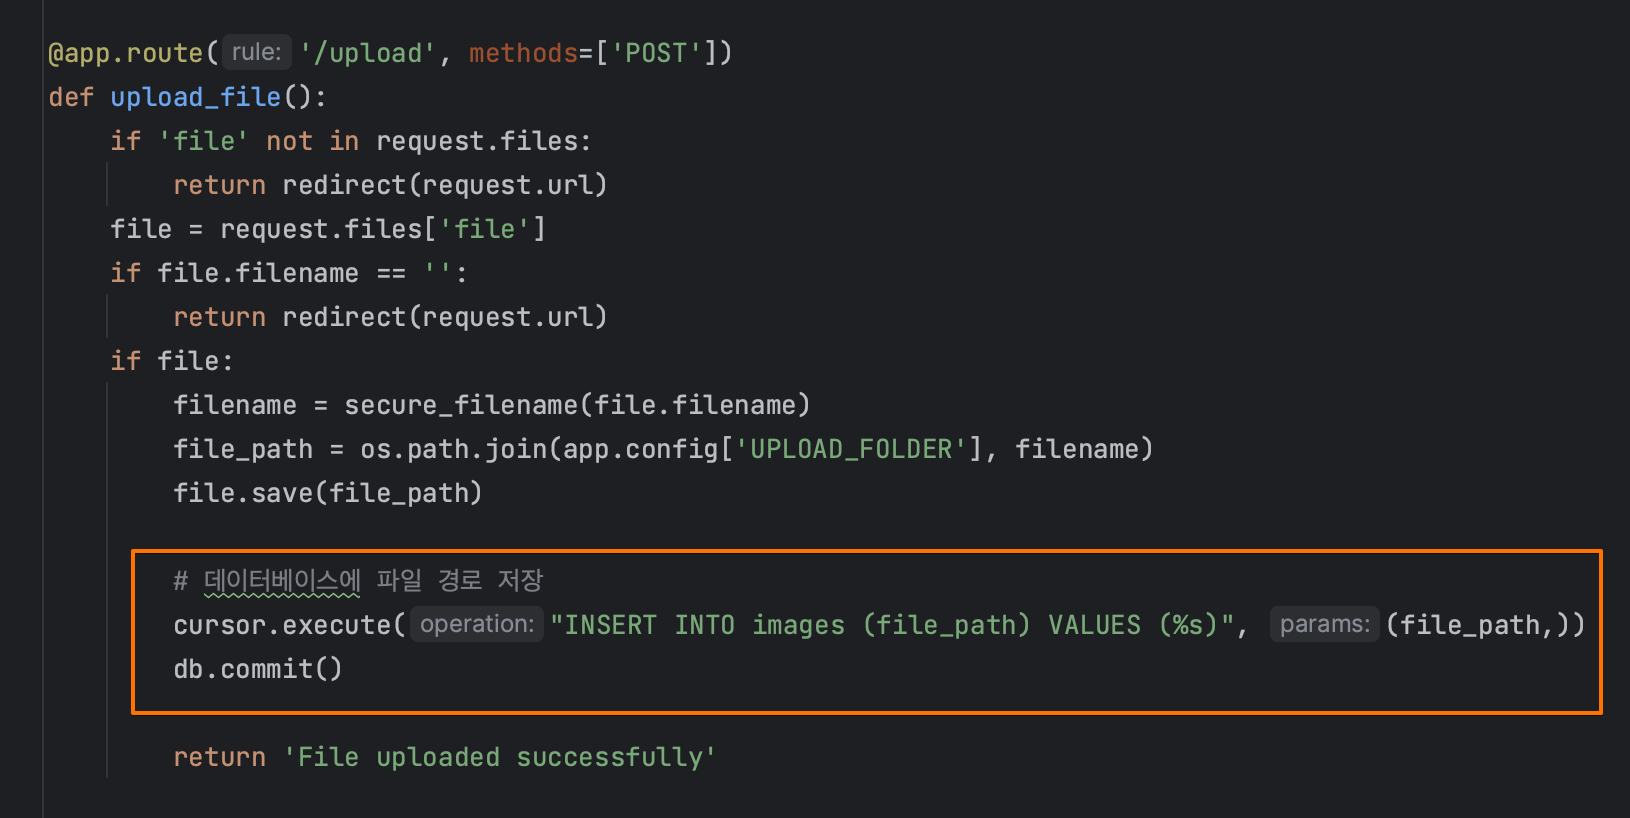 @app.route(rule: '/upload', methods=['POST'])
def upload_file():
    if 'file' not in request.files:
        return redirect(request.url)
    file = request.files['file']
    if file.filename == '':
        return redirect(request.url)
    if file:
        filename = secure_filename(file.filename)
        file_path = os.path.join(app.config['UPLOAD_FOLDER'], filename)
        file.save(file_path)
        # 데이터베이스에 파일 경로 저장
        cursor.execute(operation: "INSERT INTO images (file_path) VALUES (%s)", params: (file_path,))
        db.commit()
        return 'File uploaded successfully'